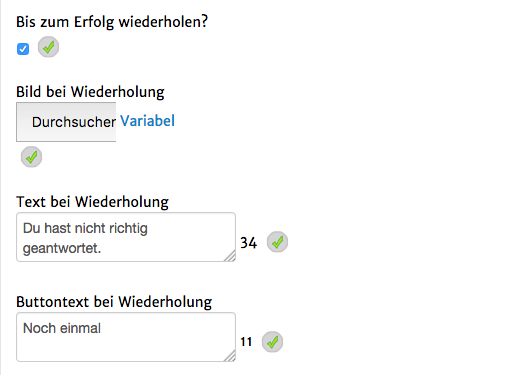 Bis zum Erfolg wiederholen?
Bild bei Wiederholung
Durchsucher Variabel
Text bei Wiederholung
Du hast nicht richtig
geantwortet. 34
Buttontext bei Wiederholung
Noch einmal 11